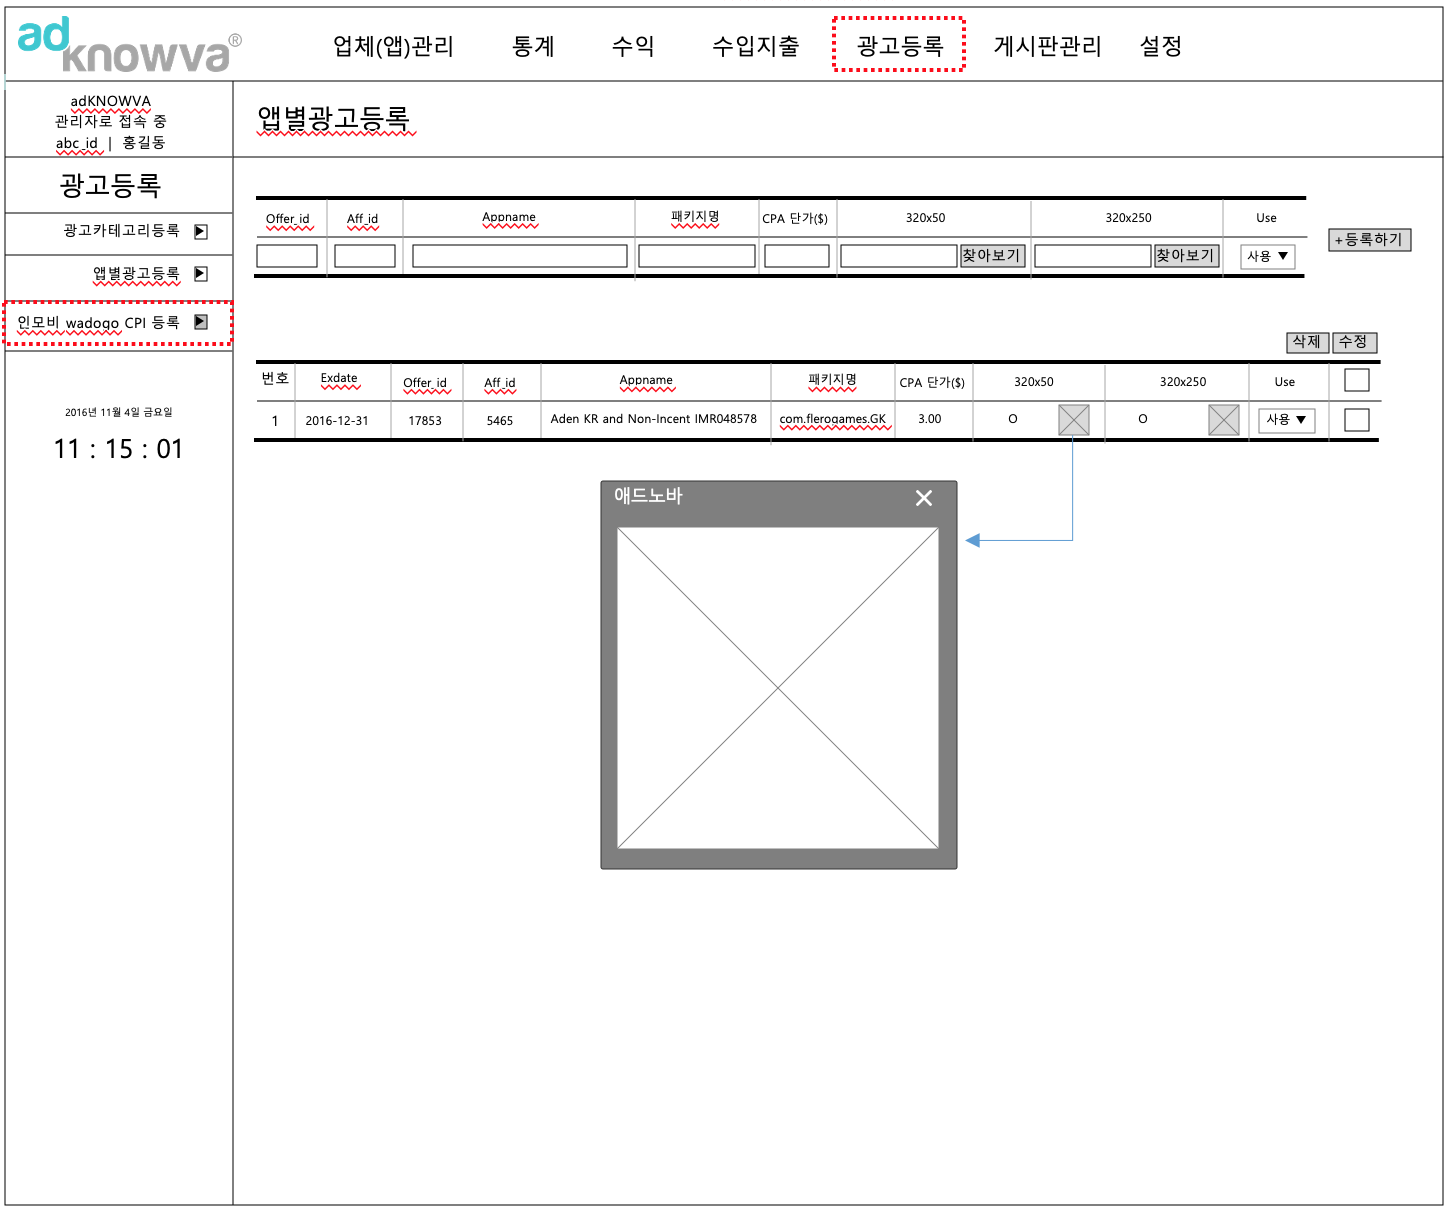 adknowva®
업체(앱)관리 통계 수익 수입지출 광고등록 게시판관리 설정
adKNOWVA
관리자로 접속 중
abc_id | 홍길동
앱별광고등록
광고등록
광고카테고리등록
앱별광고등록
인모비 wadogo CPI 등록
2016년 11월 4일 금요일
11 : 15 : 01
Offer_id Aff_id Appname 패키지명 CPA 단가($) 320x50 320x250 Use
찾아보기 찾아보기 사용 ▼
+등록하기
삭제 수정
번호 Exdate Offer_id Aff_id Appname 패키지명 CPA 단가($) 320x50 320x250 Use
1 2016-12-31 17853 5465 Aden KR and Non-Incent IMR048578 com.flerogames.GK 3.00 O O 사용 ▼
애드노바